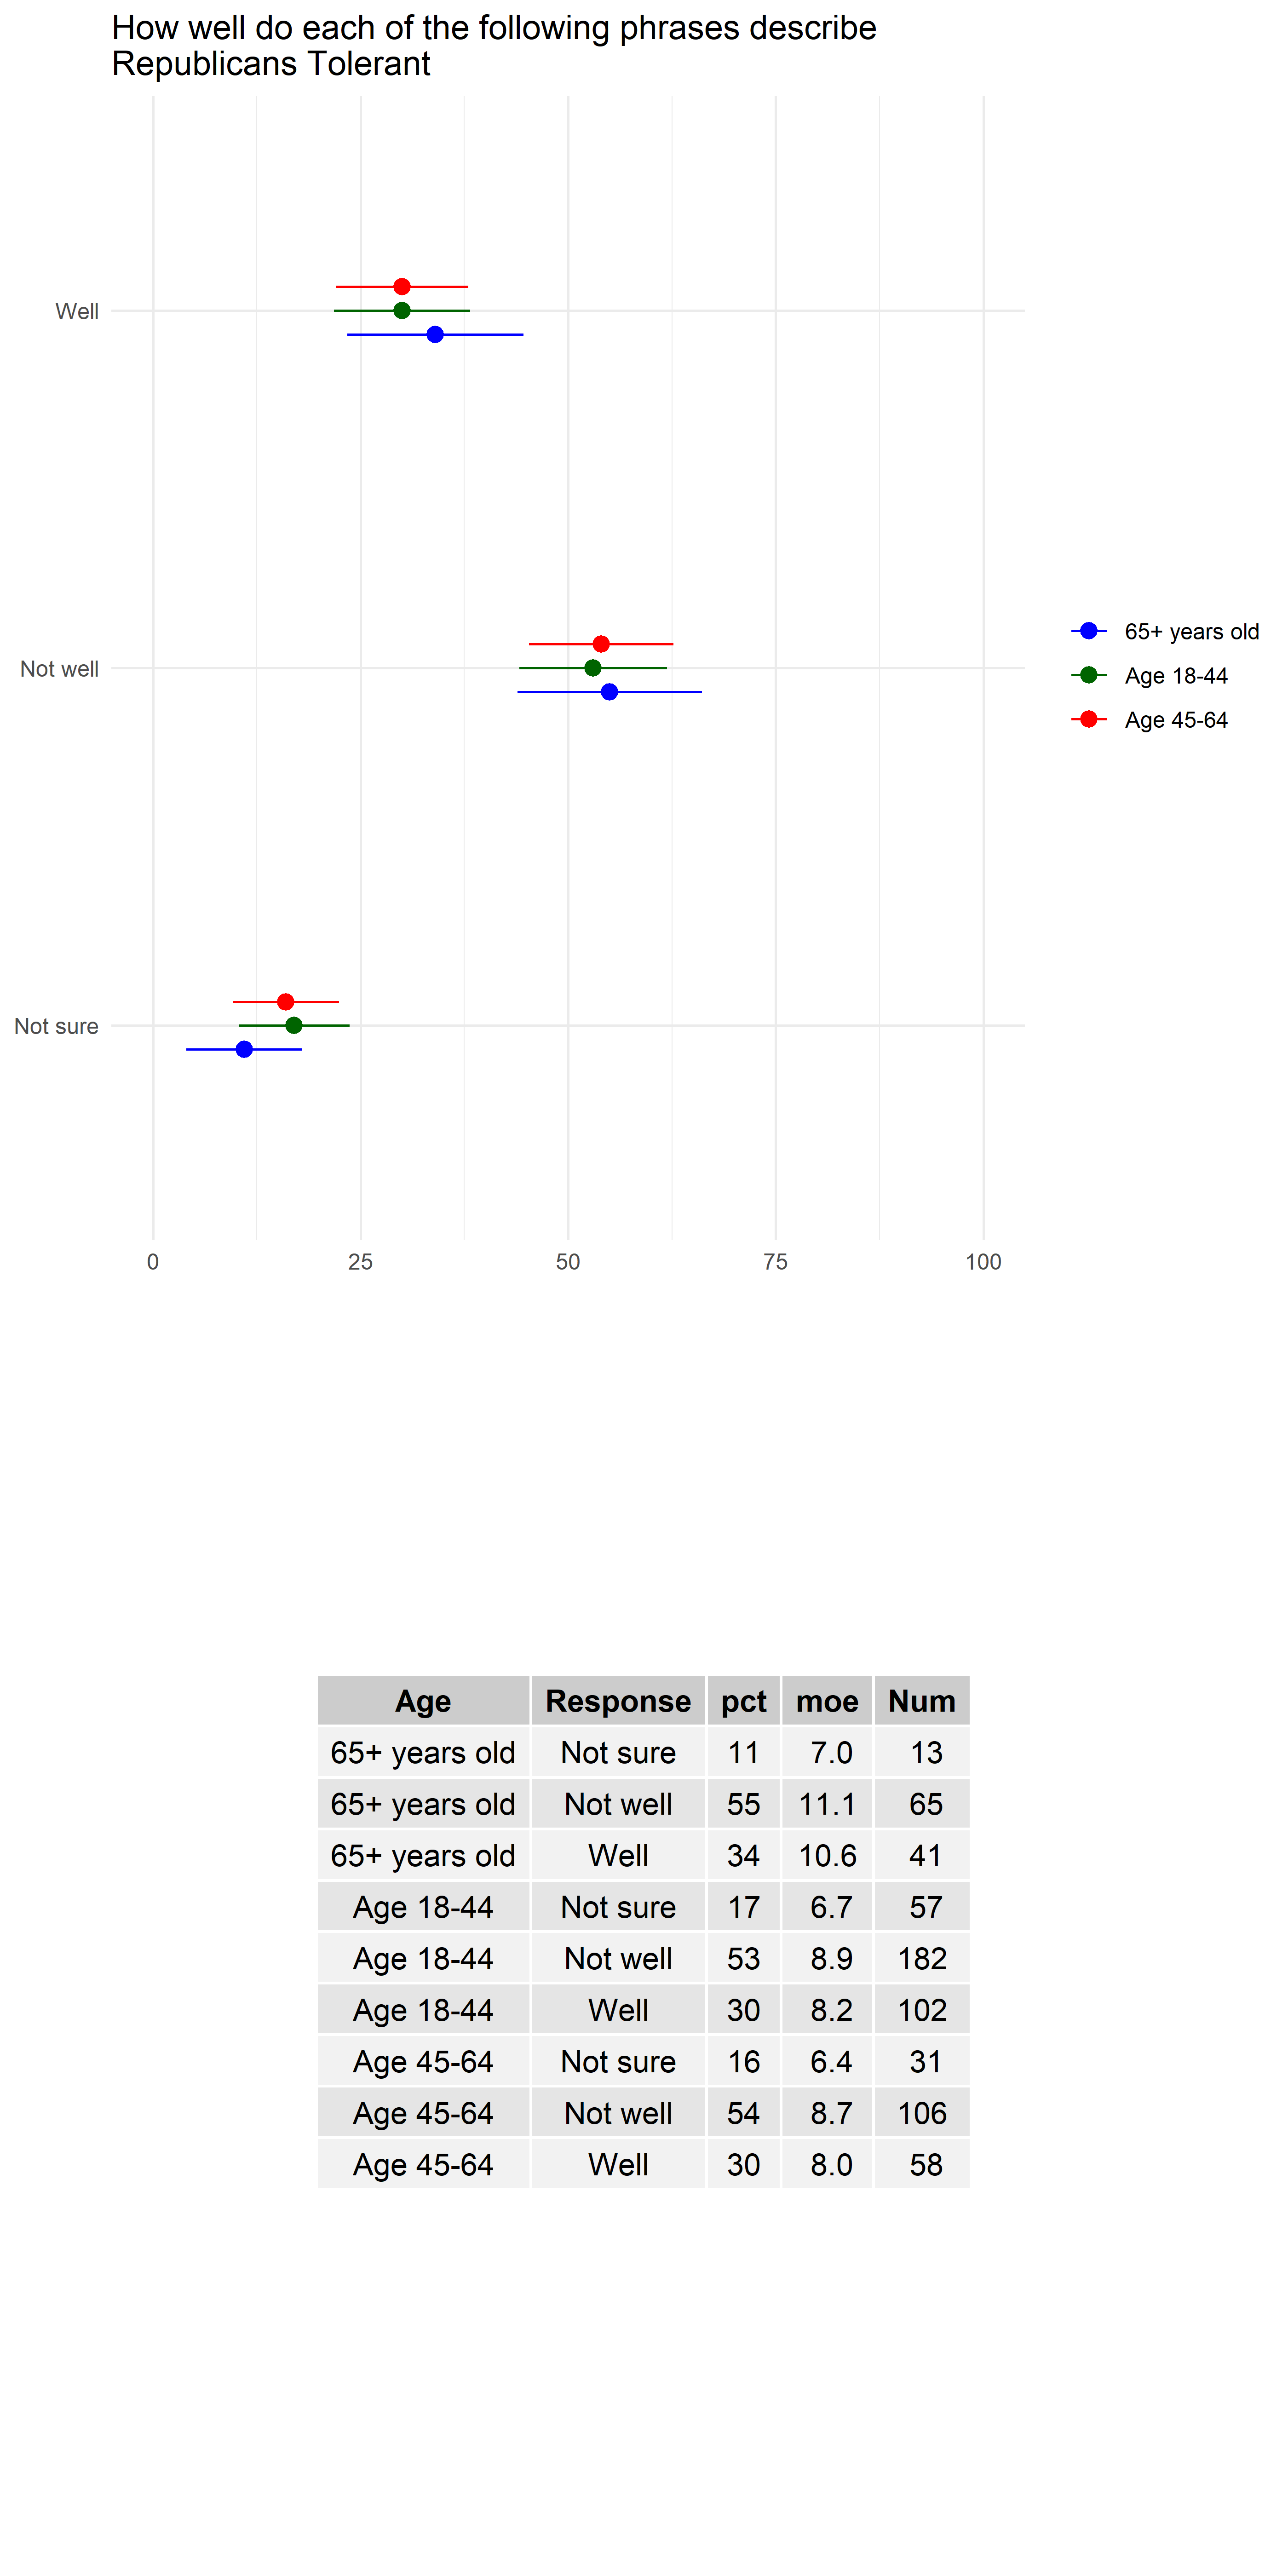 How well do each of the following phrases describe
Republicans Tolerant
Well
Not well
Not sure
0 25 50 75 100
65+ years old
Age 18-44
Age 45-64
Age Response pct moe Num
65+ years old Not sure 11 7.0 13
65+ years old Not well 55 11.1 65
65+ years old Well 34 10.6 41
Age 18-44 Not sure 17 6.7 57
Age 18-44 Not well 53 8.9 182
Age 18-44 Well 30 8.2 102
Age 45-64 Not sure 16 6.4 31
Age 45-64 Not well 54 8.7 106
Age 45-64 Well 30 8.0 58